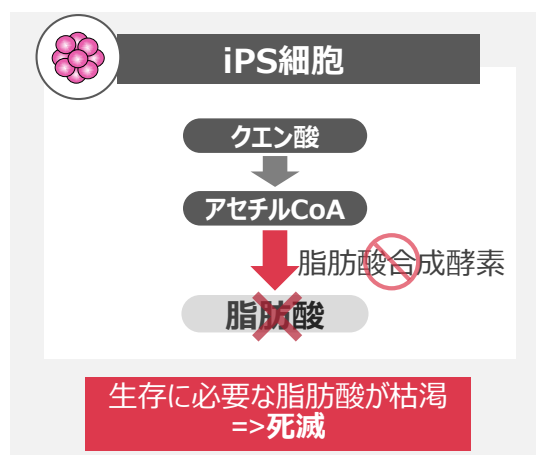 iPS細胞
クエン酸
アセチルCoA
脂肪酸合成酵素
脂肪酸
生存に必要な脂肪酸が枯渇
=>死滅